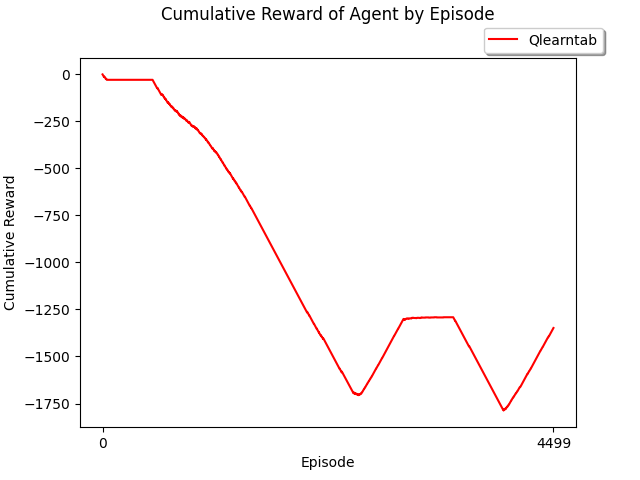 Cumulative Reward of Agent by Episode
Qlearntab
0
−250
−500
−750
−1000
−1250
−1500
−1750
Cumulative Reward
0
4499
Episode